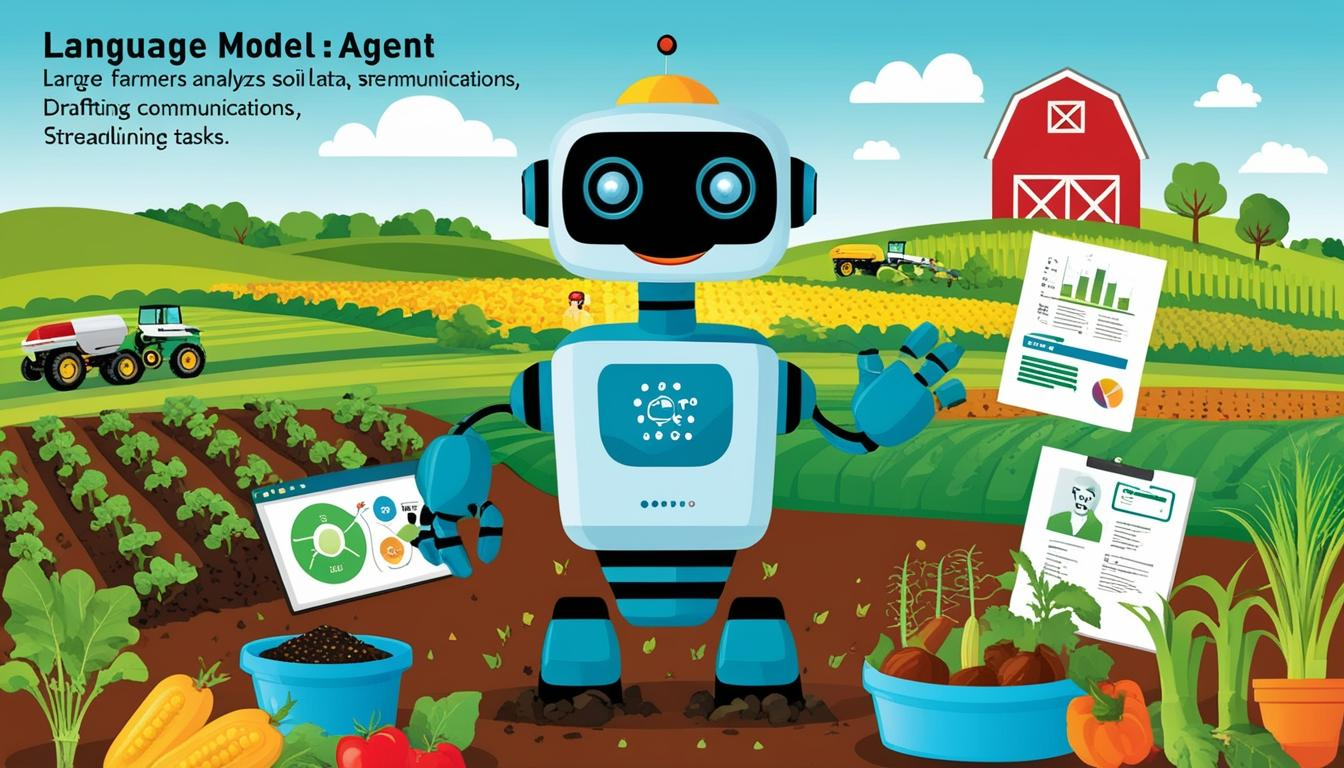 Language Model : Agent
Large farmers analyzs soil lata, sremmunications,
Drafting communications,
Streadlining tasks.